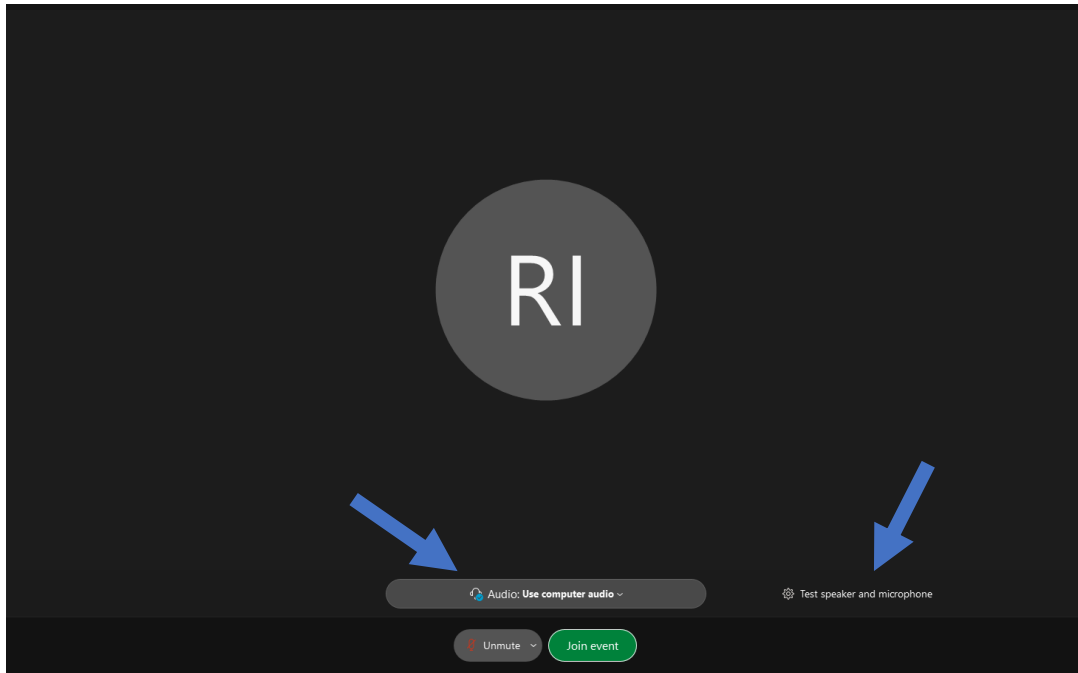 RI
Audio: Use computer audio
Test speaker and microphone
Unmute
Join event